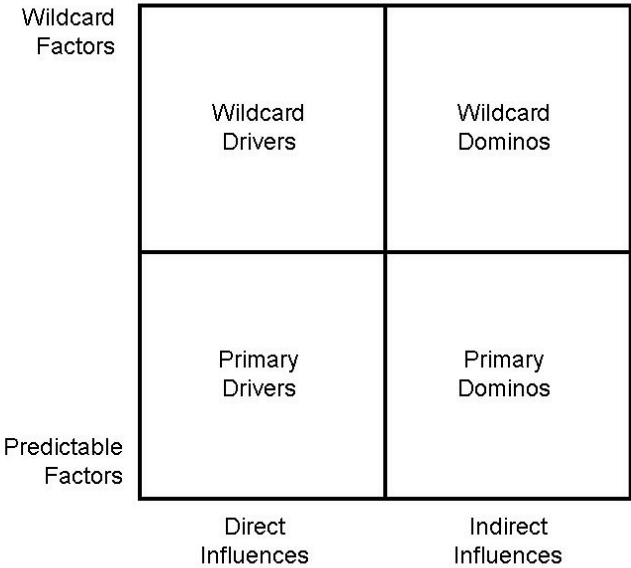 Wildcard
Factors
Wildcard
Drivers
Wildcard
Dominos
Primary
Drivers
Primary
Dominos
Predictable
Factors
Direct
Influences
Indirect
Influences